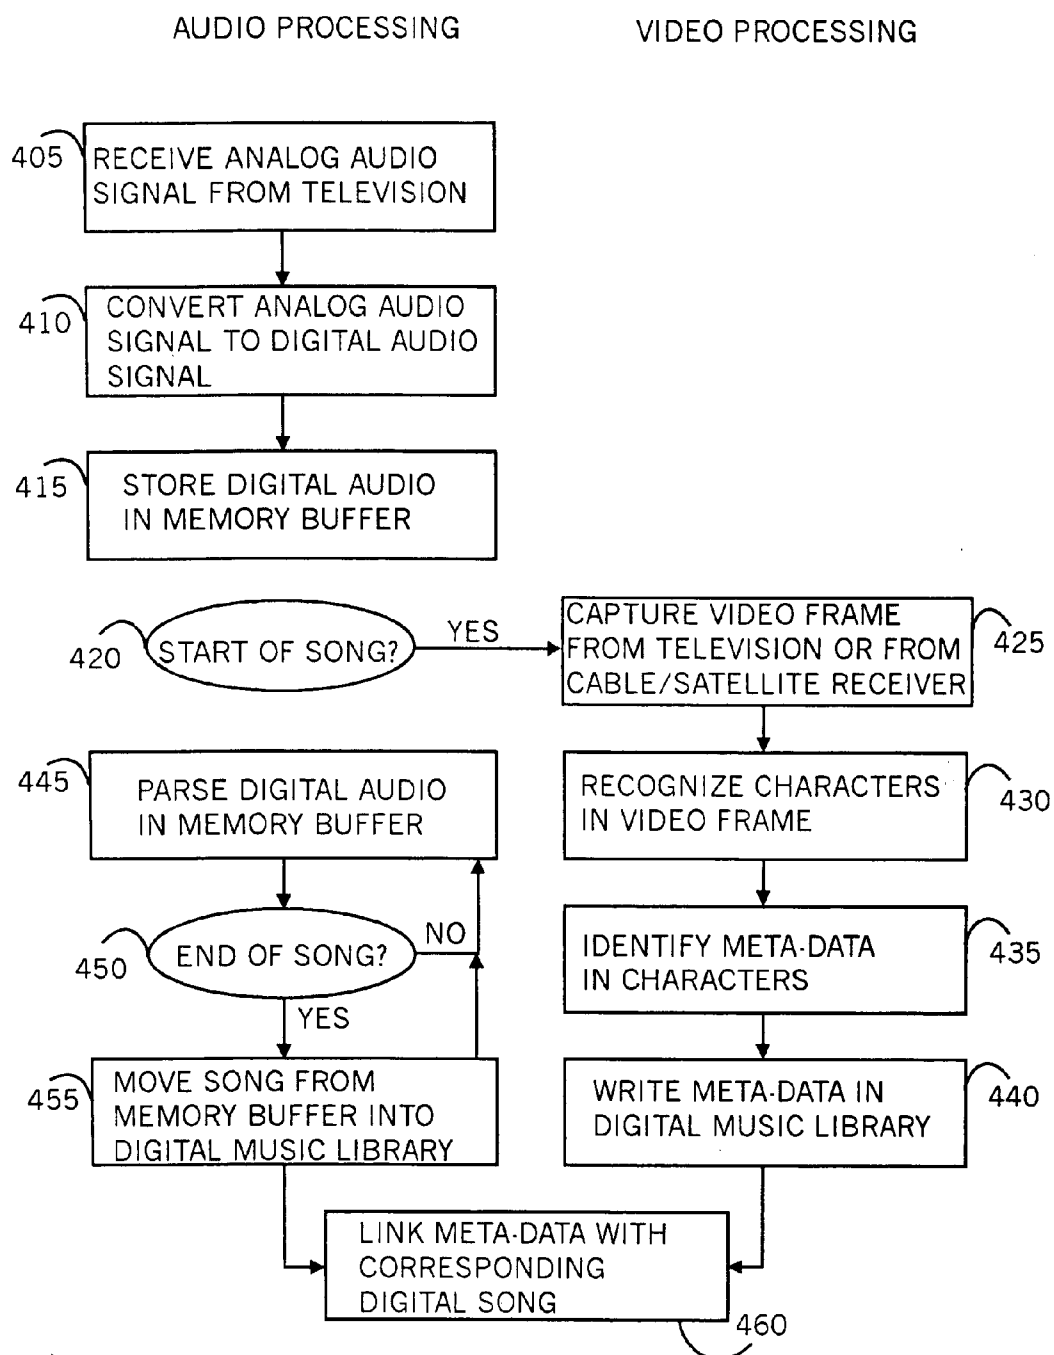 AUDIO PROCESSING
VIDEO PROCESSING
405
RECEIVE ANALOG AUDIO
SIGNAL FROM TELEVISION
410
CONVERT ANALOG AUDIO
SIGNAL TO DIGITAL AUDIO
SIGNAL
415
STORE DIGITAL AUDIO
IN MEMORY BUFFER
420
START OF SONG?
YES
CAPTURE VIDEO FRAME
FROM TELEVISION OR FROM
CABLE/SATELLITE RECEIVER
425
445
PARSE DIGITAL AUDIO
IN MEMORY BUFFER
RECOGNIZE CHARACTERS
IN VIDEO FRAME
430
450
END OF SONG?
NO
YES
IDENTIFY META-DATA
IN CHARACTERS
435
455
MOVE SONG FROM
MEMORY BUFFER INTO
DIGITAL MUSIC LIBRARY
WRITE META-DATA IN
DIGITAL MUSIC LIBRARY
440
LINK META-DATA WITH
CORRESPONDING
DIGITAL SONG
460